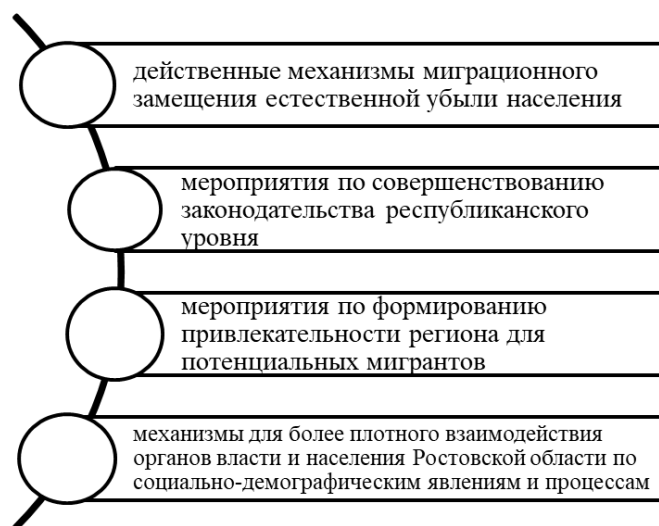 действенные механизмы миграционного
замещения естественной убыли населения
мероприятия по совершенствованию
законодательства республиканского
уровня
мероприятия по формированию
привлекательности региона для
потенциальных мигрантов
механизмы для более плотного взаимодействия
органов власти и населения Ростовской области по
социально-демографическим явлениям и процессам